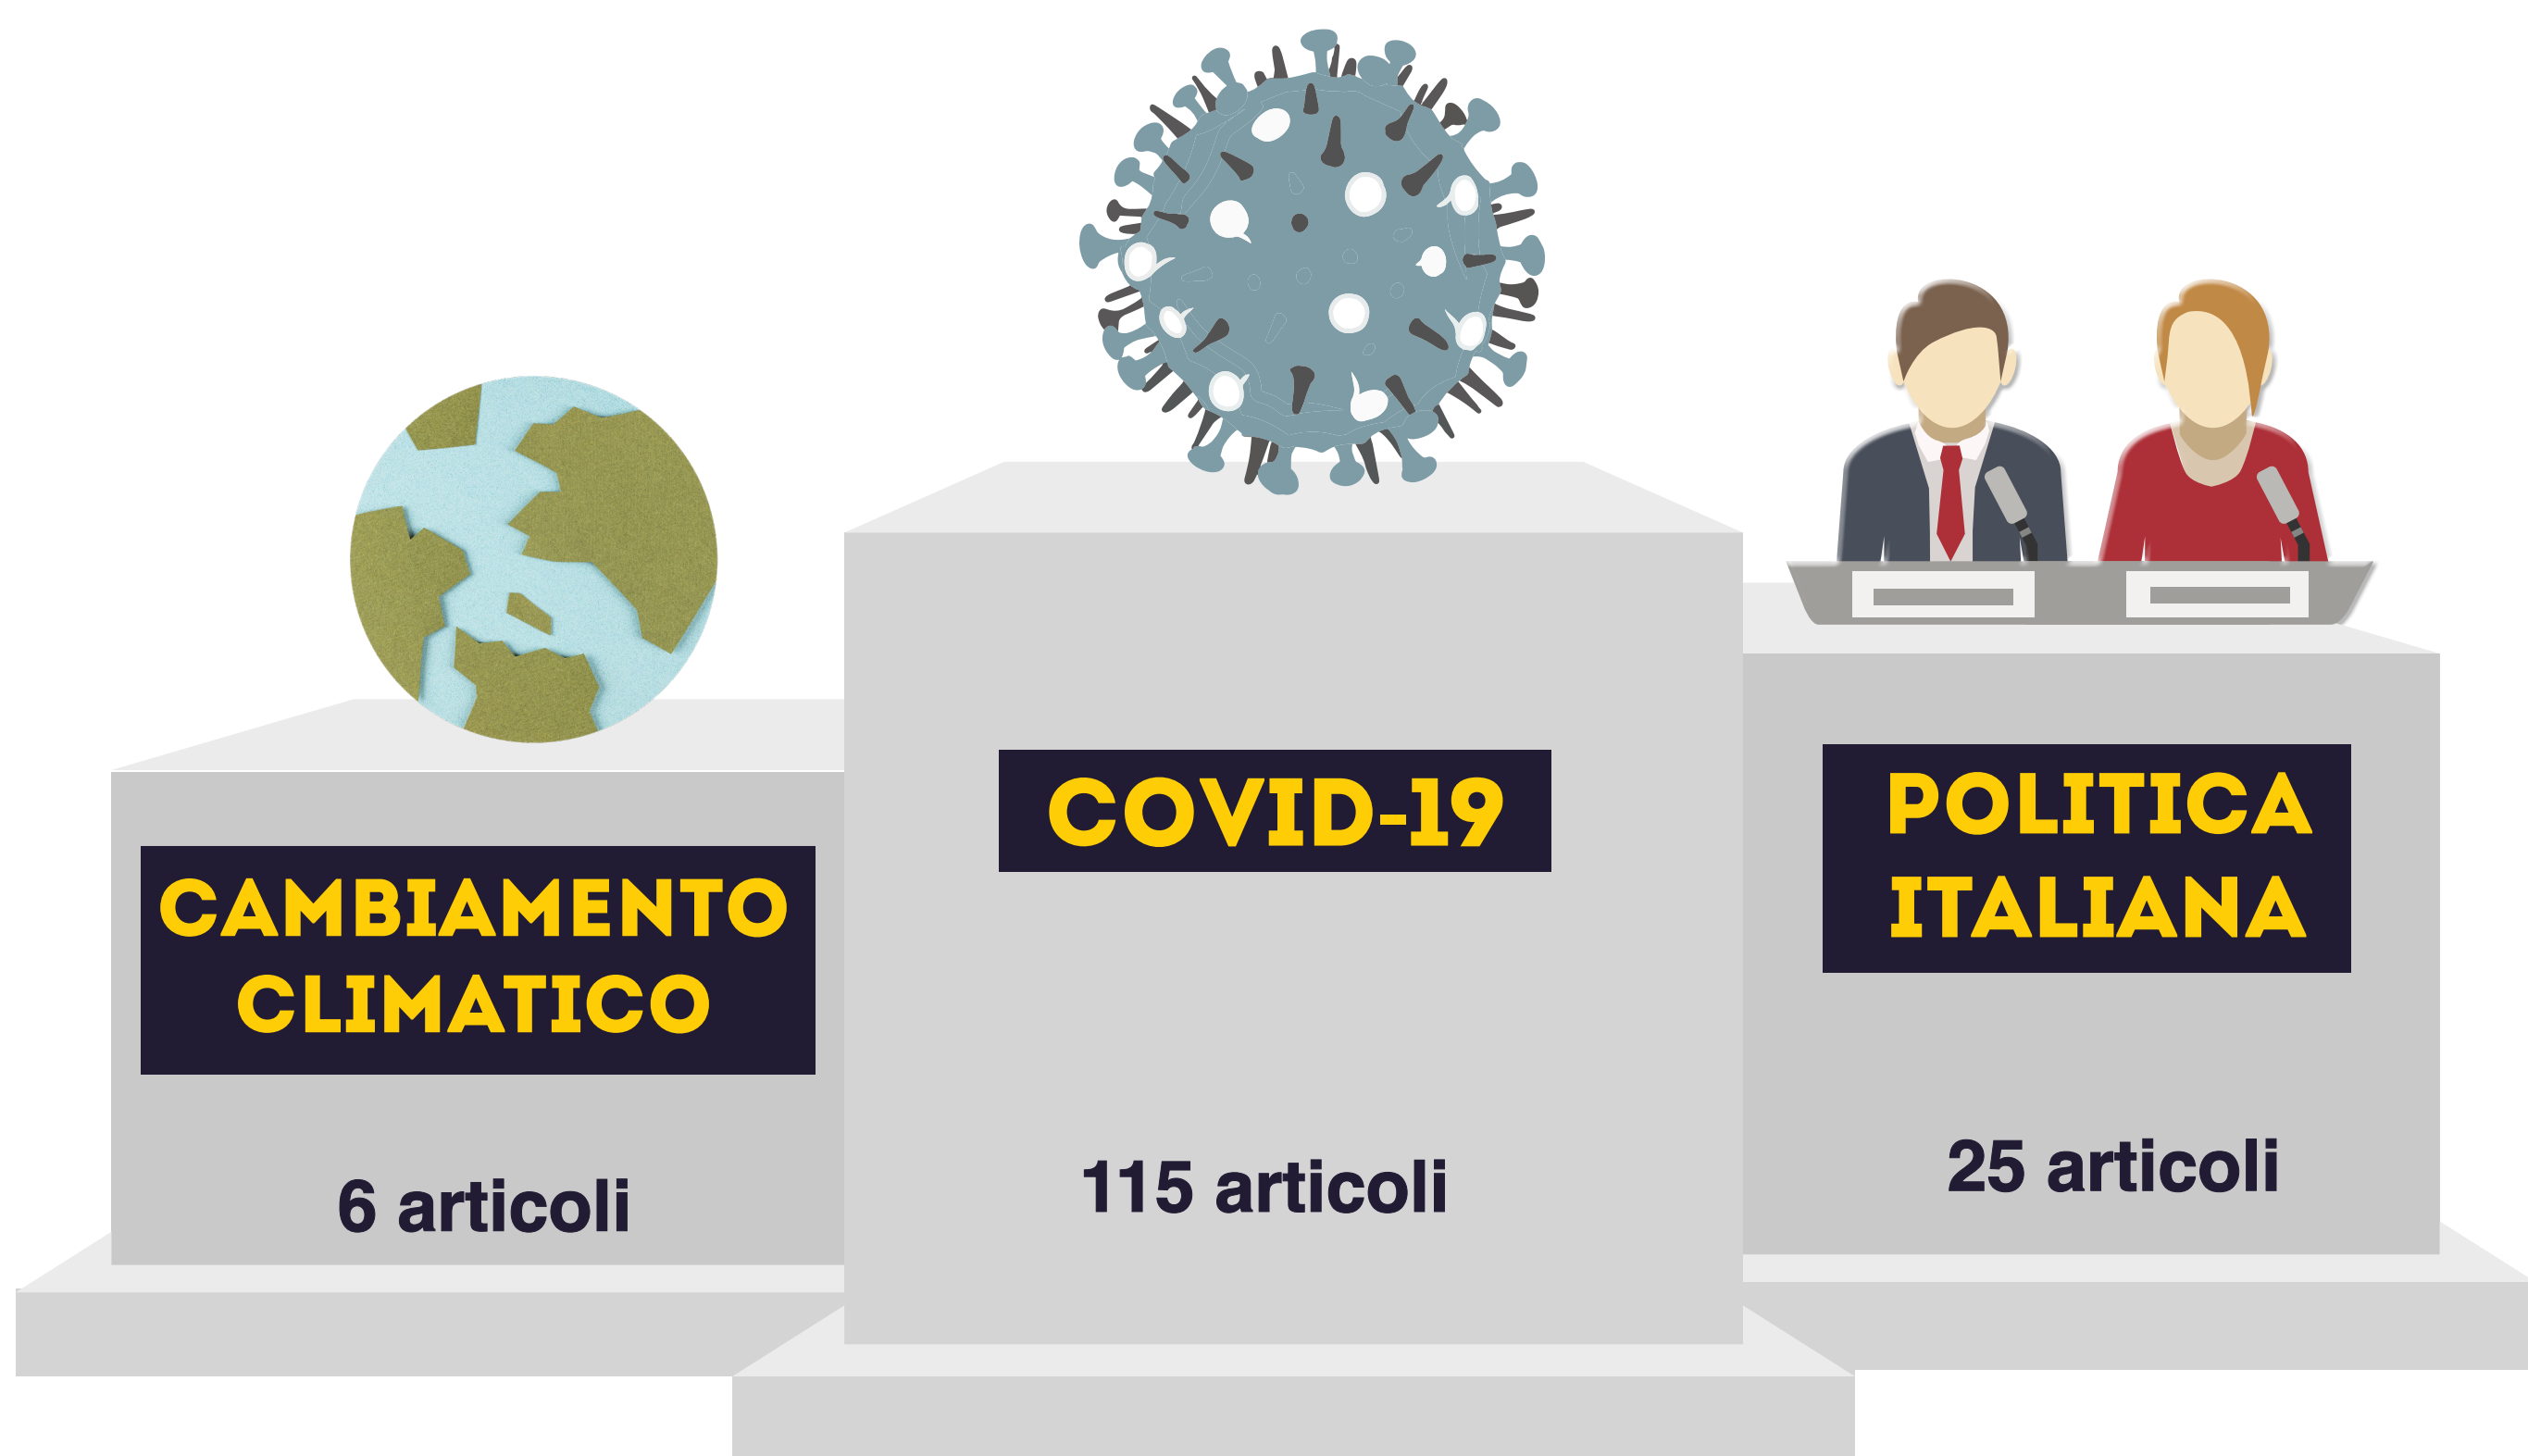 CAMBIAMENTO
CLIMATICO
6 articoli
COVID-19
115 articoli
POLITICA
ITALIANA
25 articoli